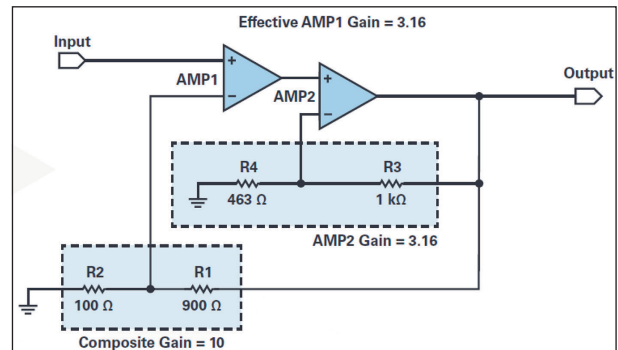 Effective AMP1 Gain = 3.16
Input
Output
+
AMP1
−
+
AMP2
−
R4
R3
463 Ω
1 kΩ
AMP2 Gain = 3.16
R2
R1
100 Ω
900 Ω
Composite Gain = 10